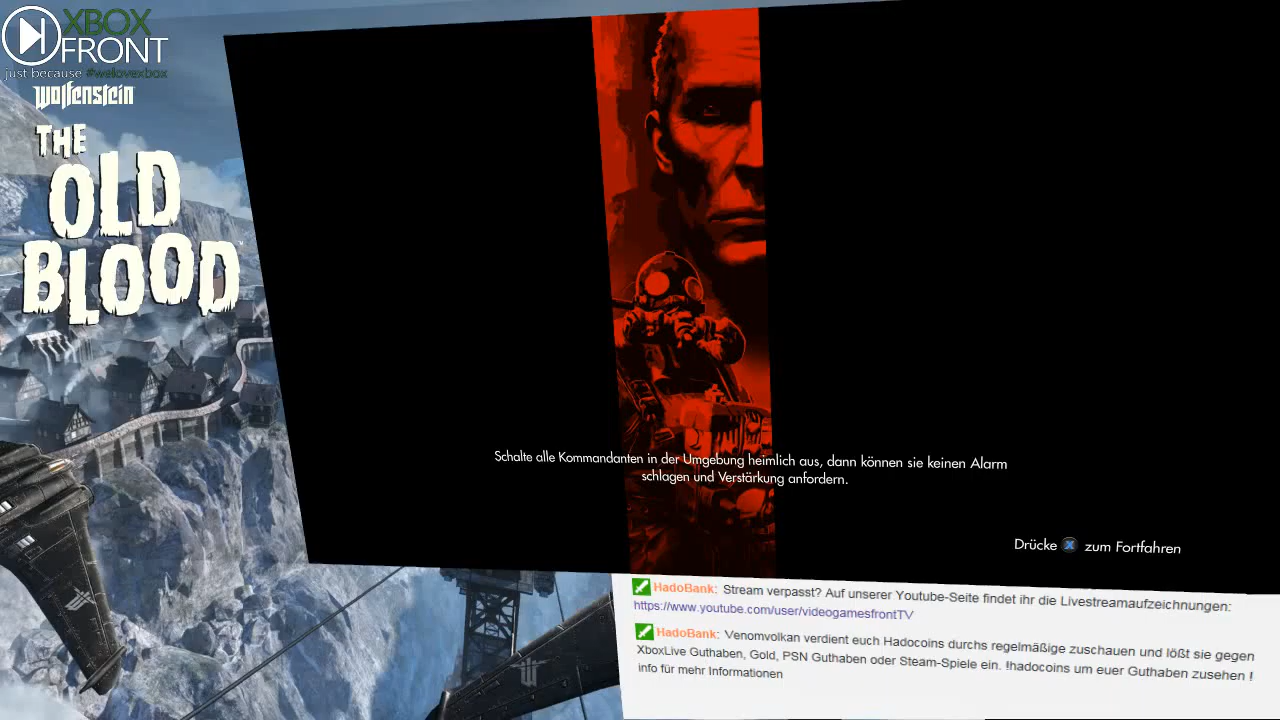 XBOX
FRONT
just because #welovexbox
Wolfenstein
THE
OLD
BLOOD
™
Schalte alle Kommandanten in der Umgebung heimlich aus, dann können sie keinen Alarm
schlagen und Verstärkung anfordern.
Drücke X zum Fortfahren
HadoBank: Stream verpasst? Auf unserer Youtube-Seite findet ihr die Livestreamaufzeichnungen:
https://www.youtube.com/user/videogamesfrontTV
HadoBank: Venomvolkan verdient euch Hadocoins durchs regelmäßige zuschauen und lößt sie gegen
XboxLive Guthaben, Gold, PSN Guthaben oder Steam-Spiele ein. !hadocoins um euer Guthaben zusehen !
info für mehr Informationen